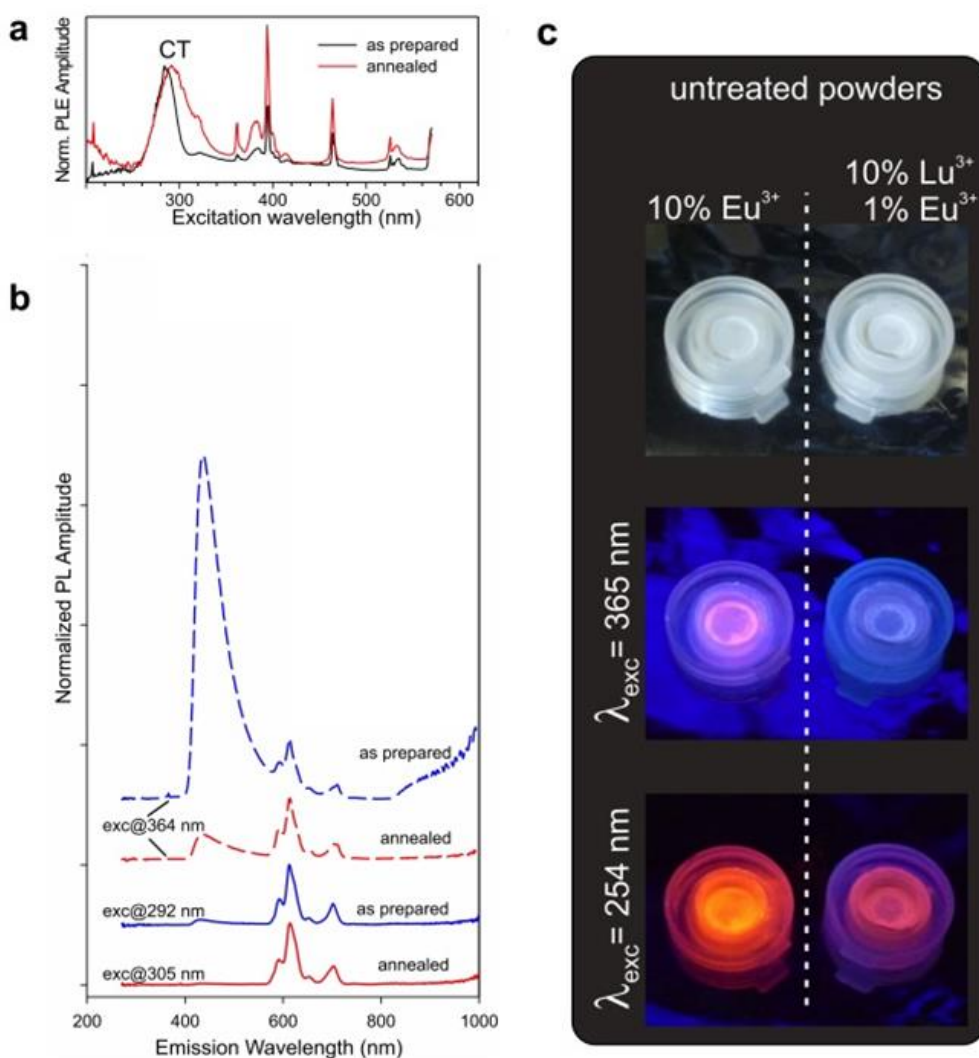 a
CT
as prepared
annealed
Norm. PLE Amplitude
200
300
400
500
600
Excitation wavelength (nm)
b
Normalized PL Amplitude
as prepared
exc@364 nm
annealed
exc@292 nm
as prepared
exc@305 nm
annealed
200
400
600
800
1000
Emission Wavelength (nm)
c
untreated powders
10% Eu³⁺
10% Lu³⁺
1% Eu³⁺
λexc= 365 nm
λexc= 254 nm